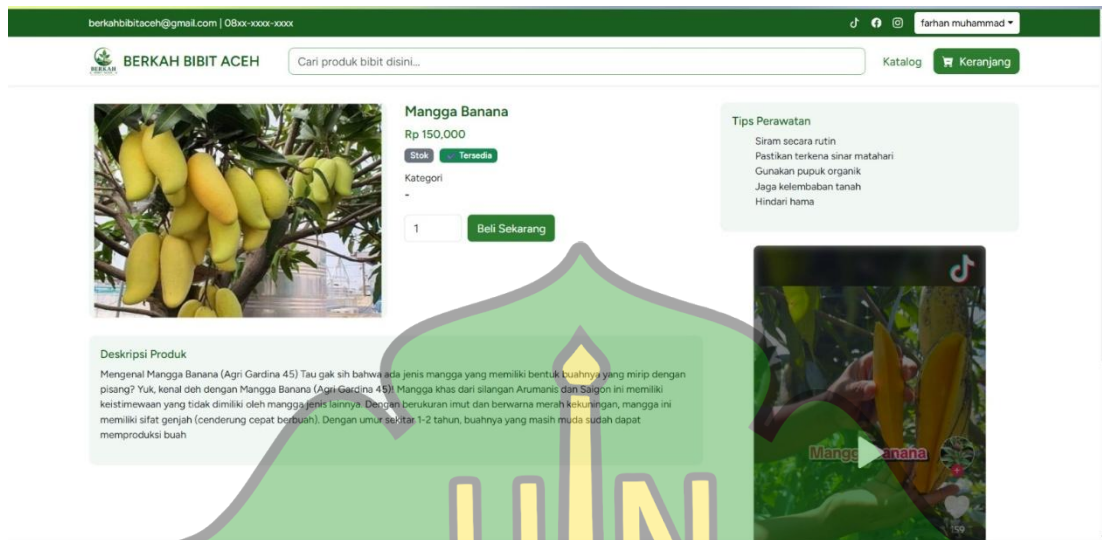 berkahbibitaceh@gmail.com | 08xx-xxxx-xxxx
farhan muhammad
BERKAH
BERKAH BIBIT ACEH
Cari produk bibit disini...
Katalog
Keranjang
Mangga Banana
Rp 150,000
Stok
Tersedia
Kategori
-
1
Beli Sekarang
Tips Perawatan
Siram secara rutin
Pastikan terkena sinar matahari
Gunakan pupuk organik
Jaga kelembaban tanah
Hindari hama
Deskripsi Produk
Mengenal Mangga Banana (Agri Gardina 45) Tau gak sih bahwa ada jenis mangga yang memiliki bentuk buahnya yang mirip dengan
pisang? Yuk, kenal deh dengan Mangga Banana (Agri Gardina 45)! Mangga khas dari silangan Arumanis dan Saigon ini memiliki
keistimewaan yang tidak dimiliki oleh mangga jenis lainnya. Dengan berukuran imut dan berwarna merah kekuningan, mangga ini
memiliki sifat genjah (cenderung cepat berbuah). Dengan umur sekitar 1-2 tahun, buahnya yang masih muda sudah dapat
memproduksi buah
Mangga Banana
159
UIN